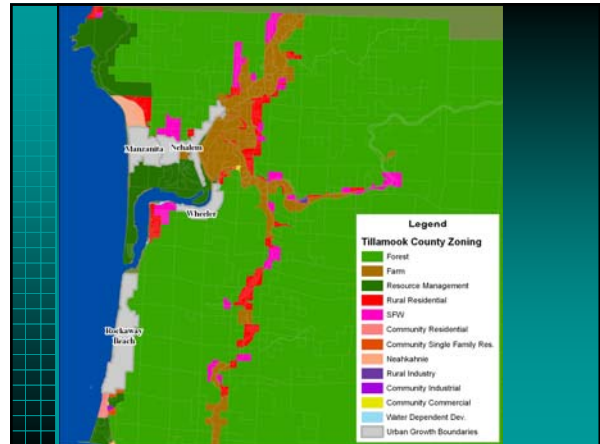 Manzanita
Nehalem
Wheeler
Rockaway
Beach
Legend
Tillamook County Zoning
Forest
Farm
Resource Management
Rural Residential
SFW
Community Residential
Community Single Family Res.
Neahkahnie
Rural Industry
Community Industrial
Community Commercial
Water Dependent Dev.
Urban Growth Boundaries